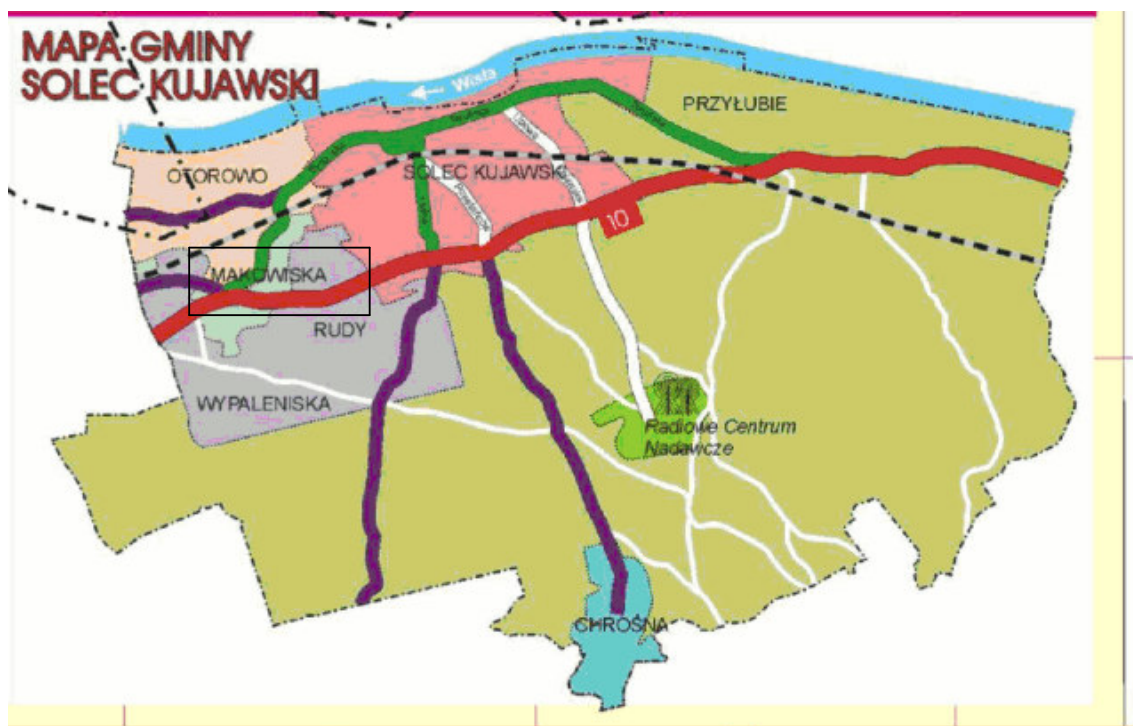 MAPA GMINY
SOLEC KUJAWSKI
Wisła
PRZYŁUBIE
OTOROWO
SOLEC KUJAWSKI
10
MAKOWISKA
RUDY
WYPALENISKA
Radiowe Centrum
Nadawcze
CHROŚNA